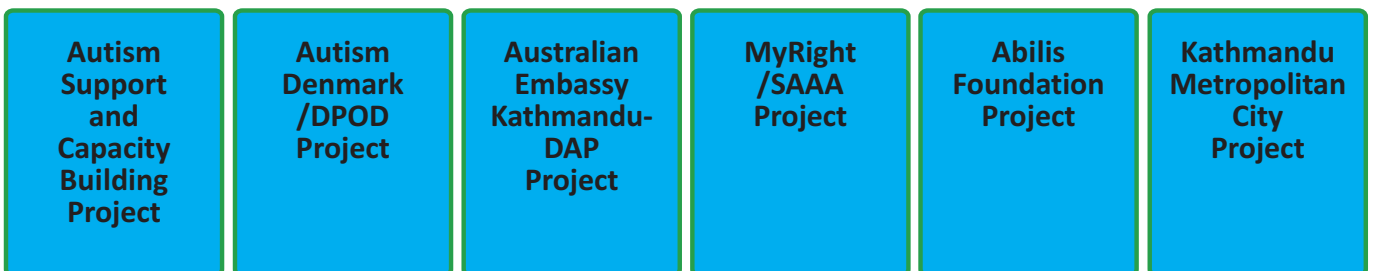 Autism
Support
and
Capacity
Building
Project
Autism
Denmark
/DPOD
Project
Australian
Embassy
Kathmandu-
DAP
Project
MyRight
/SAAA
Project
Abilis
Foundation
Project
Kathmandu
Metropolitan
City
Project